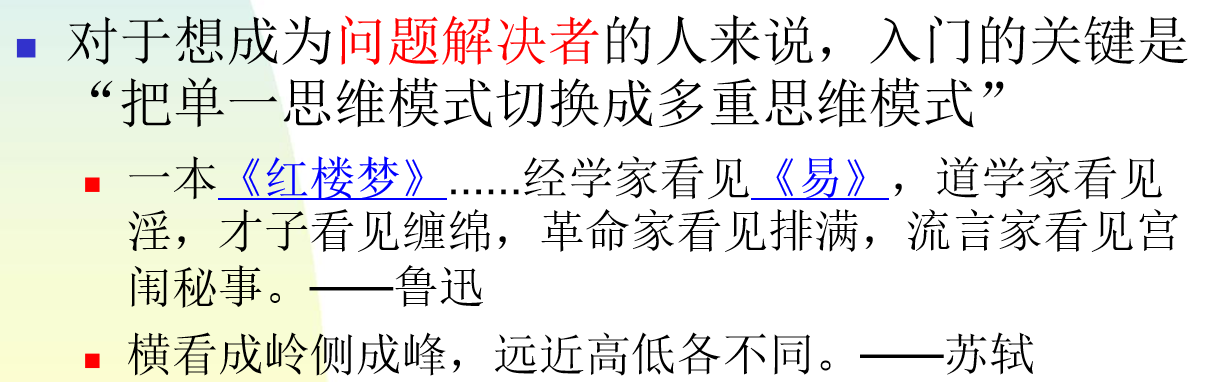 对于想成为问题解决者的人来说，入门的关键是
“把单一思维模式切换成多重思维模式”
一本《红楼梦》……经学家看见《易》，道学家看见
淫，才子看见缠绵，革命家看见排满，流言家看见宫
闱秘事。——鲁迅
横看成岭侧成峰，远近高低各不同。——苏轼